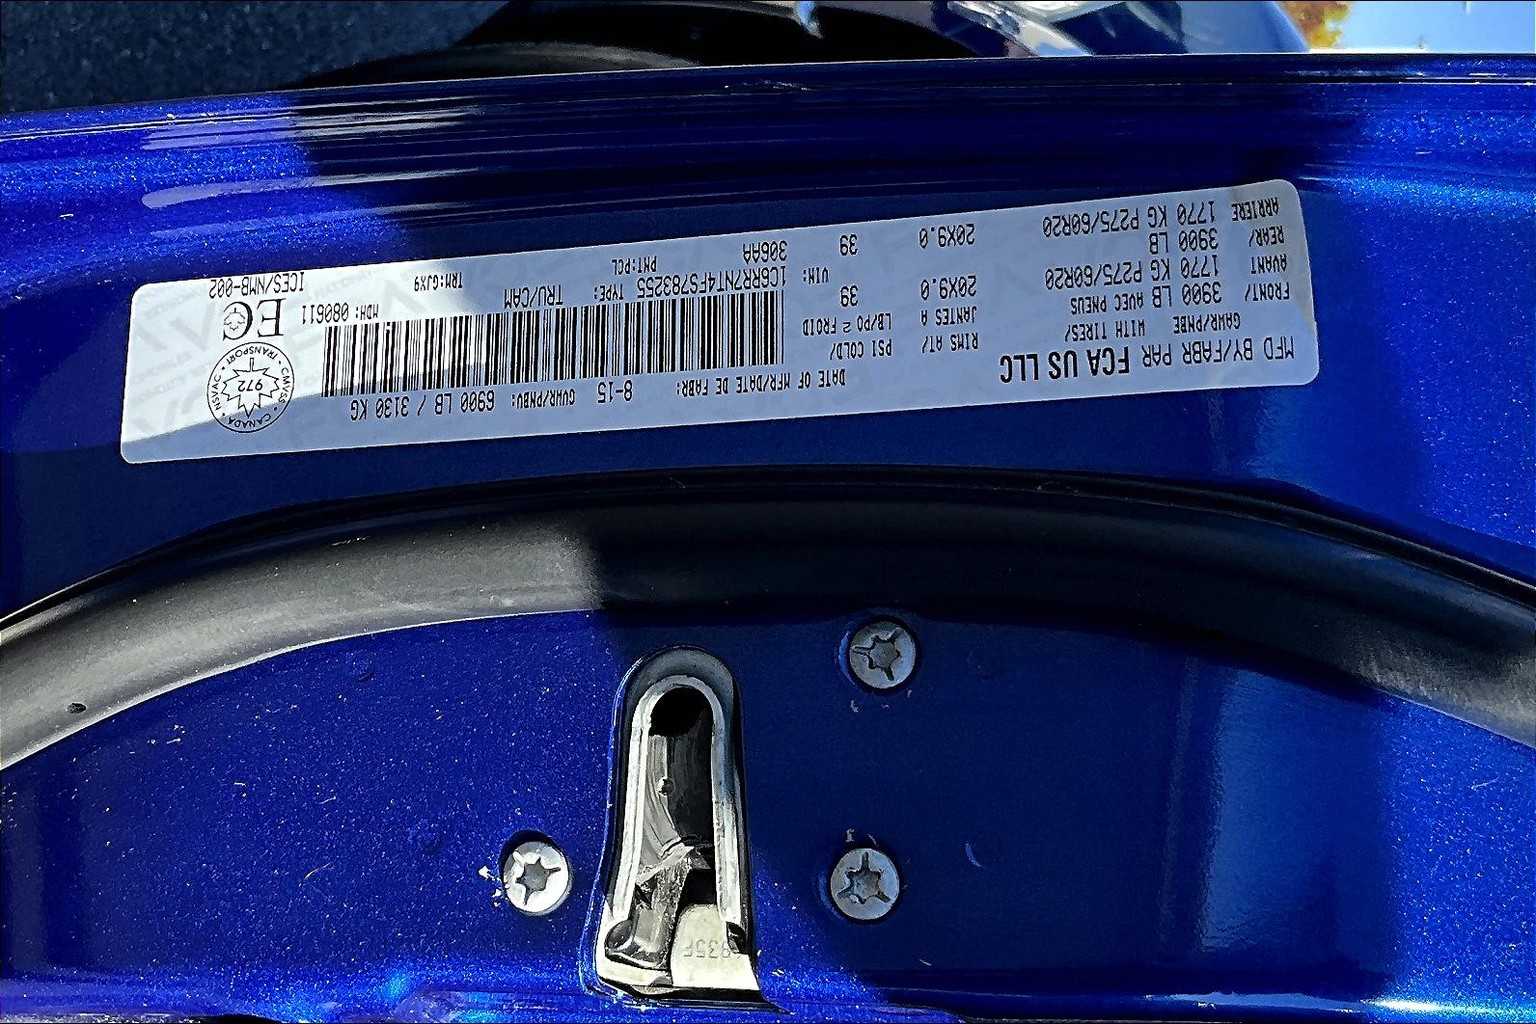 MFD BY/FABR PAR FCA US LLC
DATE OF MFR/DATE DE FABR: 8-15 GVWR/PNBV: 6900 LB / 3130 KG
GAWR/PNBE WITH TIRES/ RIMS AT/ PSI COLD/
AVEC PNEUS JANTES A LB/PO 2 FROID
FRONT/ 3900 LB
AVANT 1770 KG P275/60R20 20X9.0 39
REAR/ 3900 LB
ARRIERE 1770 KG P275/60R20 20X9.0 39
VIN: 1C6RR7NT4FS783255 TYPE: TRU/CAM MDH: 080611
306AA PNT:PCL TRM:GJX9
ICES/NMB-002
EC
CMVSS · CANADA · NSVAC · TRANSPORT ·
972
935F